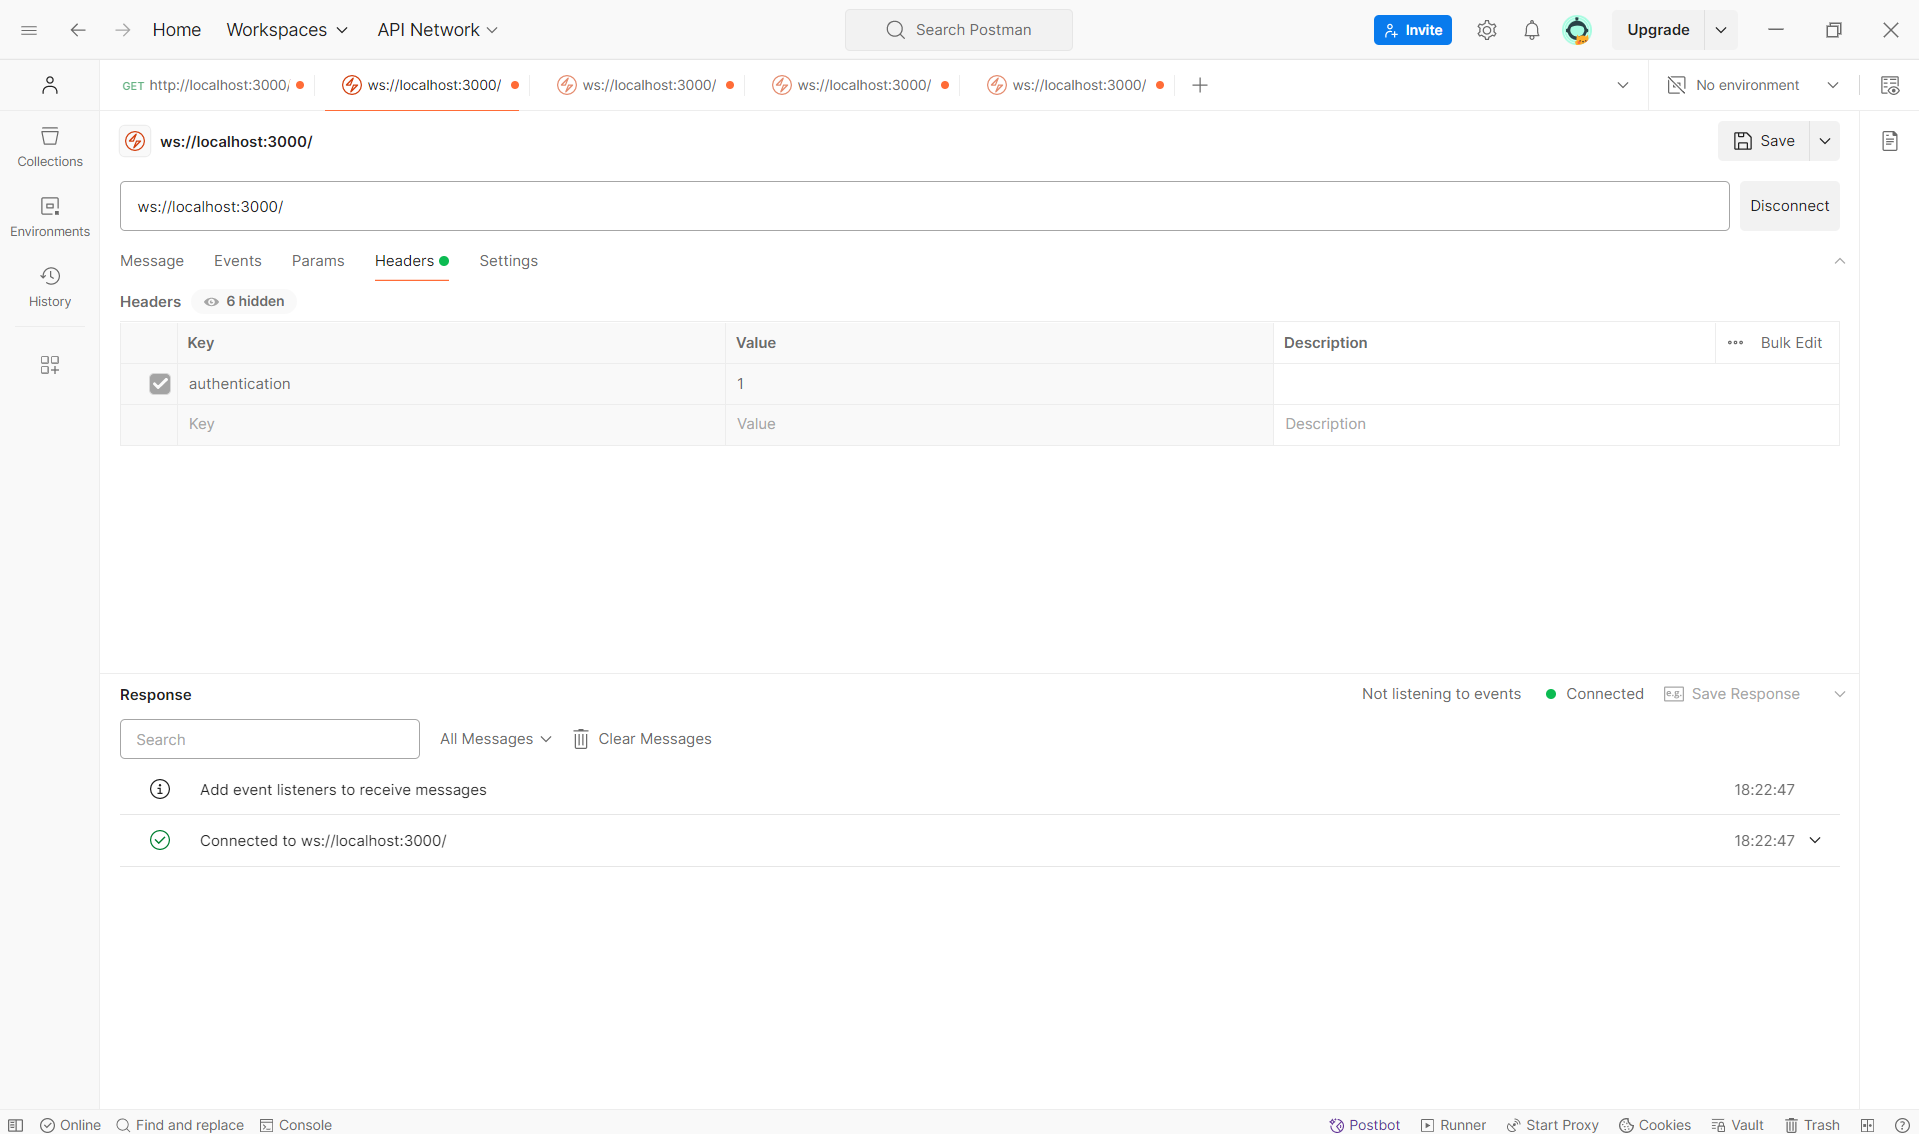 Home Workspaces API Network Search Postman Invite Upgrade
GET http://localhost:3000/ ws://localhost:3000/ ws://localhost:3000/ ws://localhost:3000/ ws://localhost:3000/ No environment
ws://localhost:3000/ Save
Collections
ws://localhost:3000/ Disconnect
Environments
Message Events Params Headers Settings
History
Headers 6 hidden
Key Value Description Bulk Edit
authentication 1
Key Value Description
Response Not listening to events Connected e.g. Save Response
Search All Messages Clear Messages
Add event listeners to receive messages 18:22:47
Connected to ws://localhost:3000/ 18:22:47
Online Find and replace Console Postbot Runner Start Proxy Cookies Vault Trash